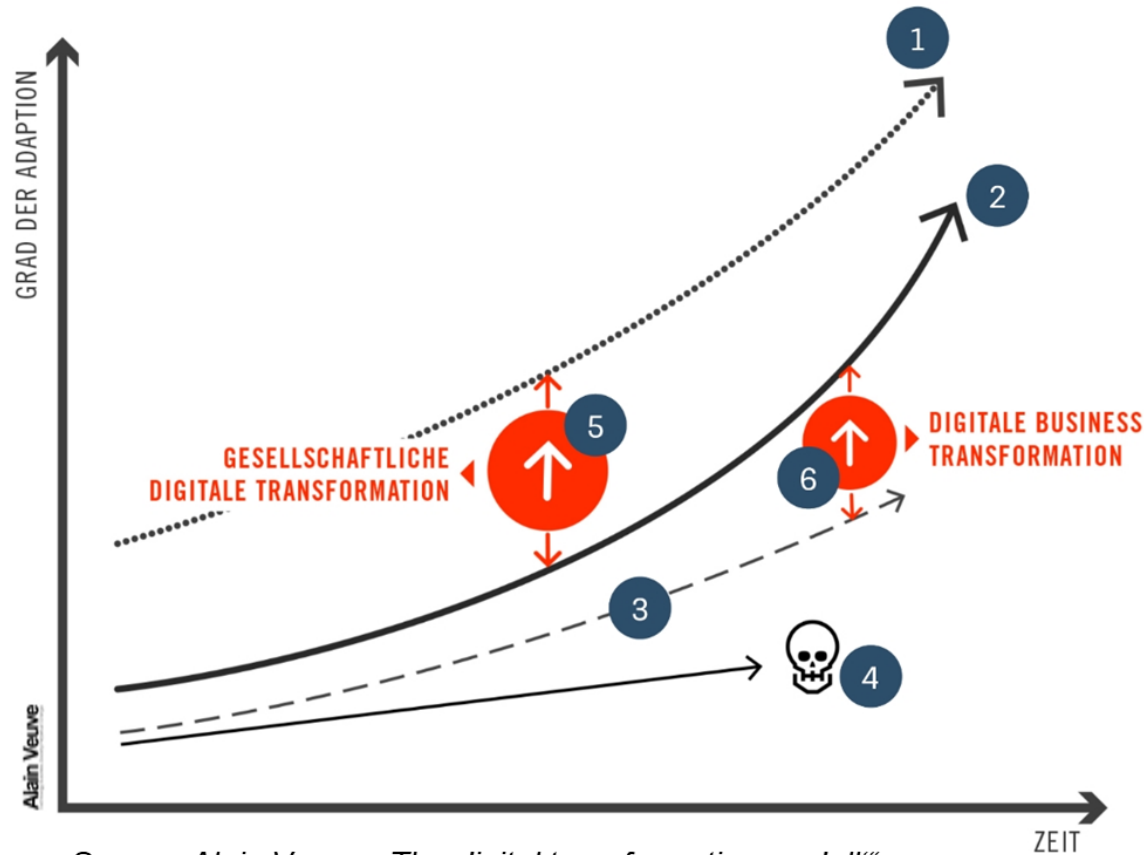 GRAD DER ADAPTION
1
2
5
GESELLSCHAFTLICHE
DIGITALE TRANSFORMATION
6
DIGITALE BUSINESS
TRANSFORMATION
3
4
Alain Veuve
ZEIT